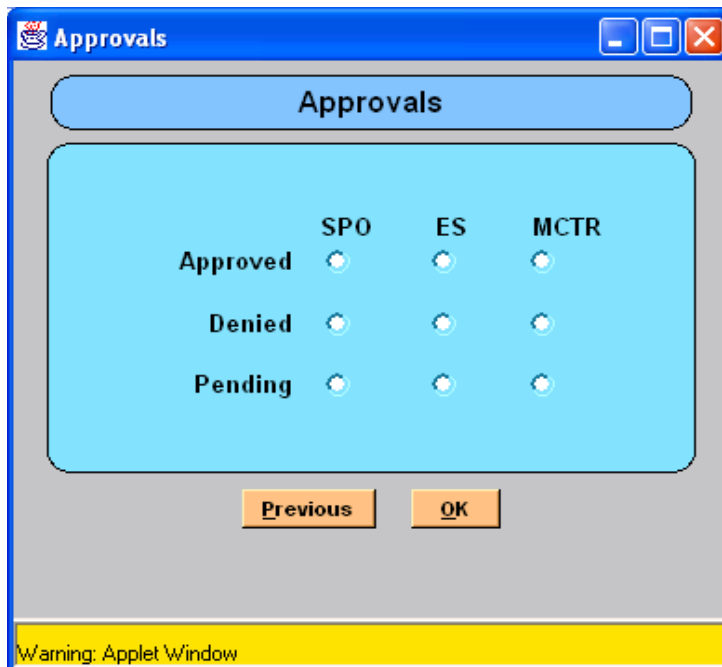 Approvals
Approvals
SPO ES MCTR
Approved
Denied
Pending
Previous OK
Warning: Applet Window